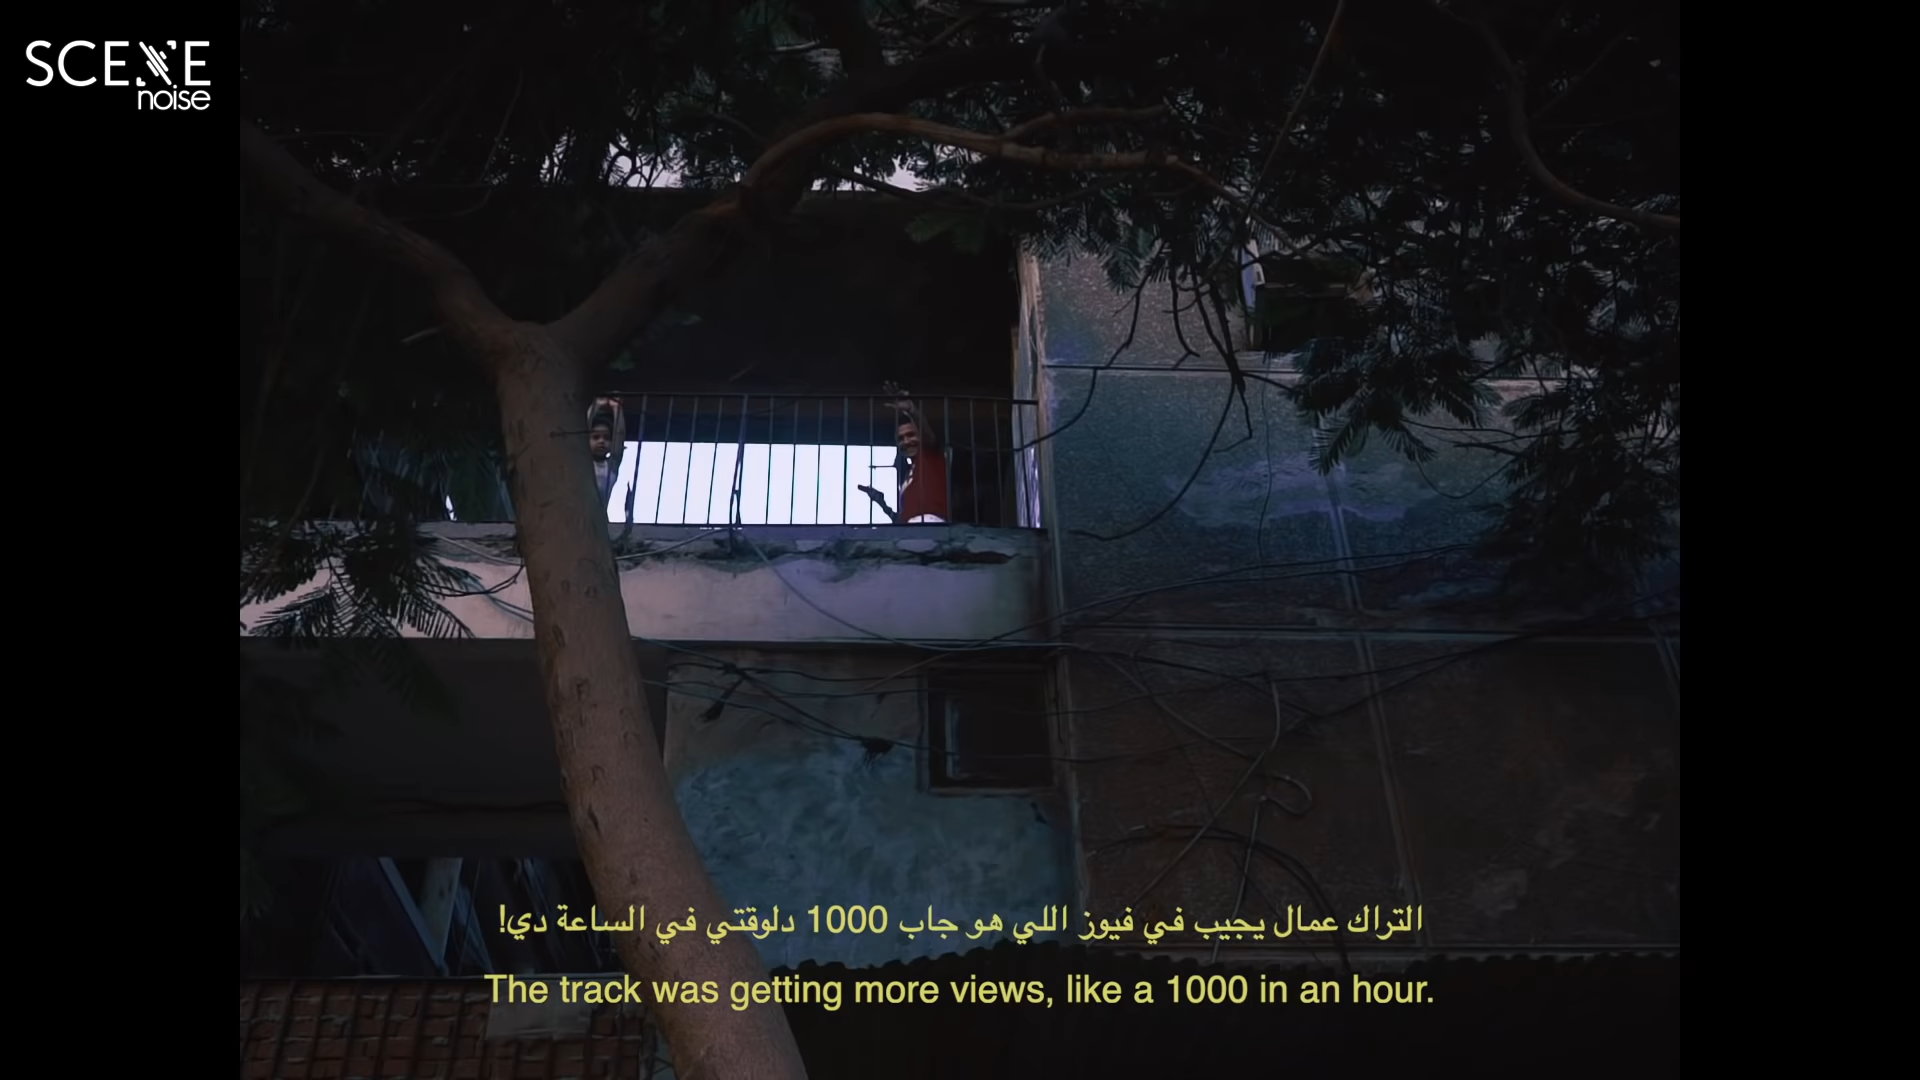 SCENE
noise
التراك عمال يجيب في فيوز اللي هو جاب 1000 دلوقتي في الساعة دي!
The track was getting more views, like a 1000 in an hour.